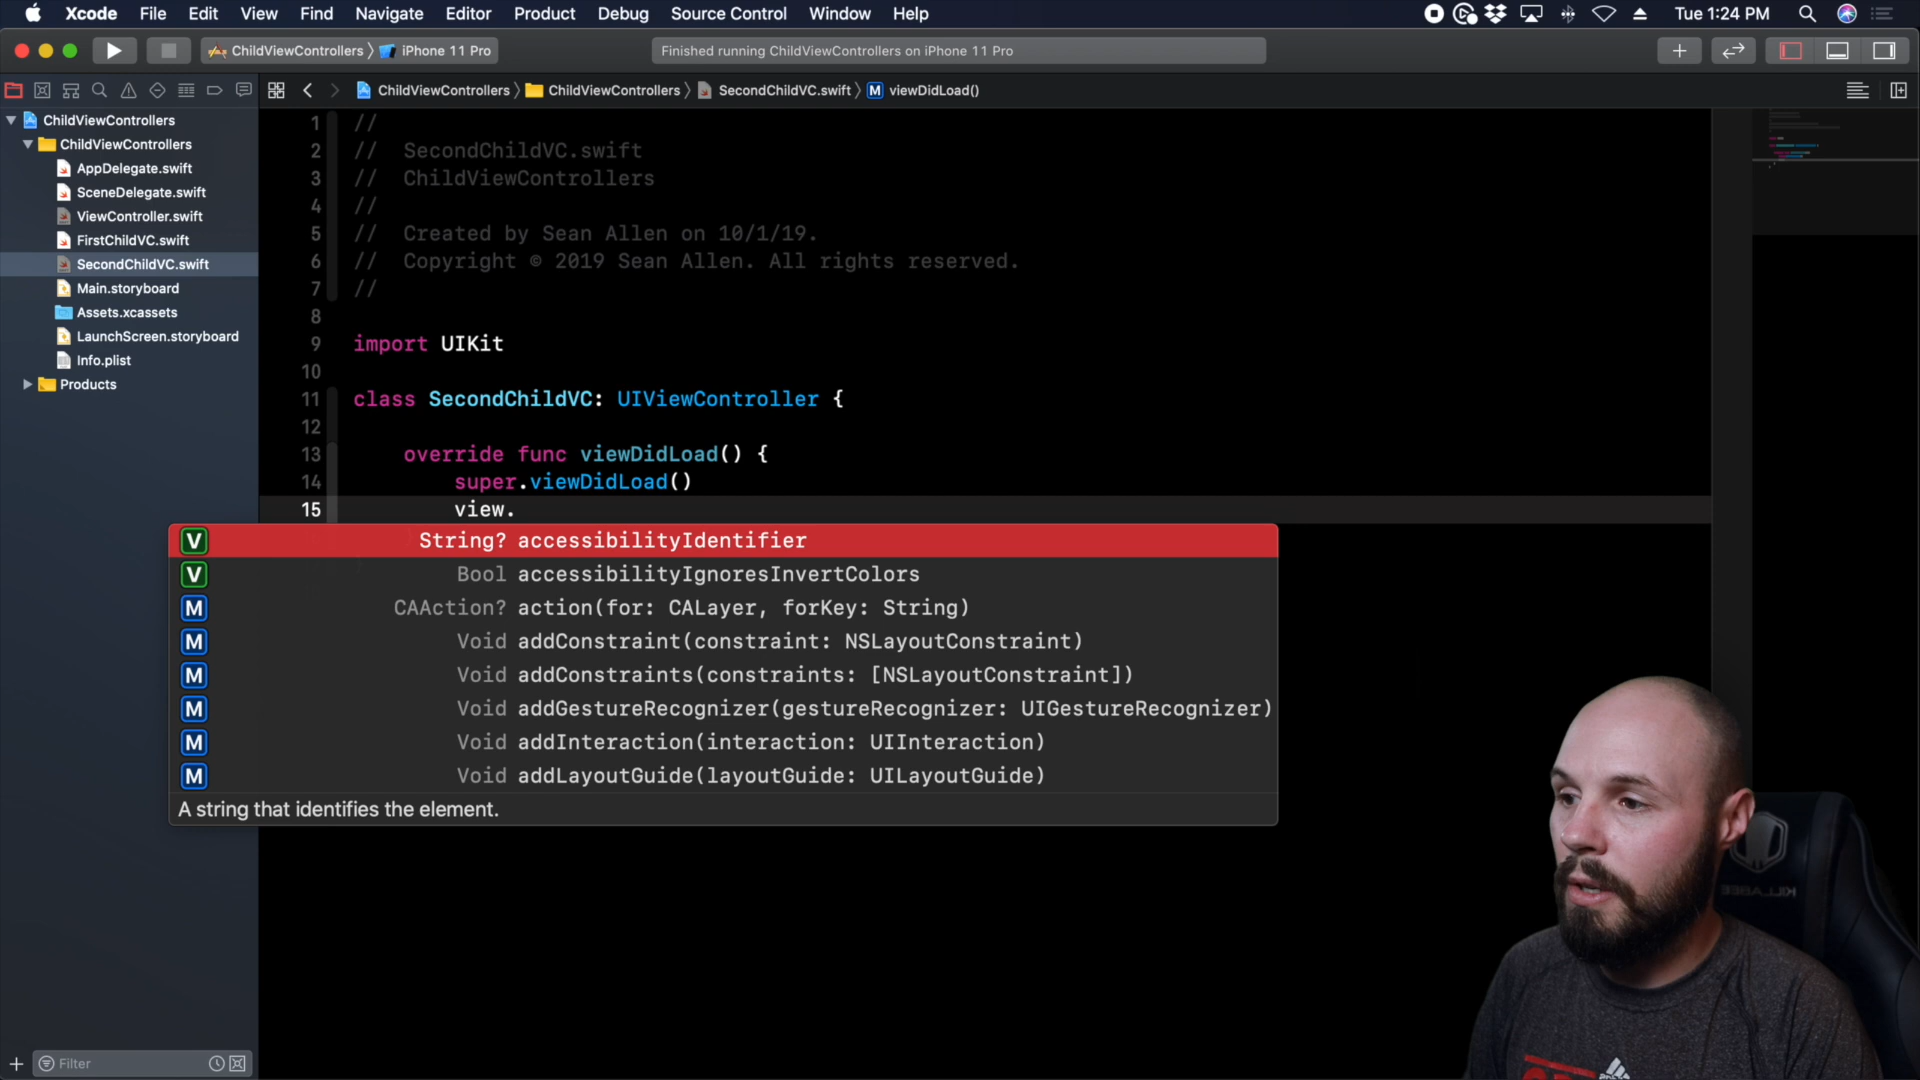 Xcode File Edit View Find Navigate Editor Product Debug Source Control Window Help Tue 1:24 PM
ChildViewControllers iPhone 11 Pro Finished running ChildViewControllers on iPhone 11 Pro
ChildViewControllers ChildViewControllers SecondChildVC.swift M viewDidLoad()
ChildViewControllers
ChildViewControllers
AppDelegate.swift
SceneDelegate.swift
ViewController.swift
FirstChildVC.swift
SecondChildVC.swift
Main.storyboard
Assets.xcassets
LaunchScreen.storyboard
Info.plist
Products
Filter
1 //
2 // SecondChildVC.swift
3 // ChildViewControllers
4 //
5 // Created by Sean Allen on 10/1/19.
6 // Copyright © 2019 Sean Allen. All rights reserved.
7 //
8
9 import UIKit
10
11 class SecondChildVC: UIViewController {
12
13 override func viewDidLoad() {
14 super.viewDidLoad()
15 view.
V String? accessibilityIdentifier
V Bool accessibilityIgnoresInvertColors
M CAAction? action(for: CALayer, forKey: String)
M Void addConstraint(constraint: NSLayoutConstraint)
M Void addConstraints(constraints: [NSLayoutConstraint])
M Void addGestureRecognizer(gestureRecognizer: UIGestureRecognizer)
M Void addInteraction(interaction: UIInteraction)
M Void addLayoutGuide(layoutGuide: UILayoutGuide)
A string that identifies the element.